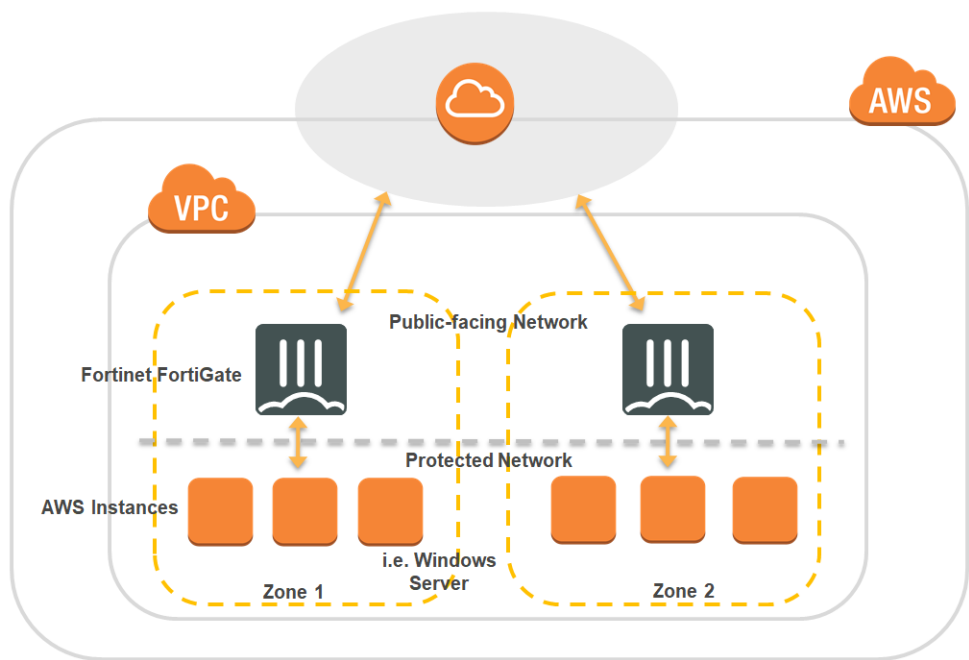 AWS
VPC
Public-facing Network
Fortinet FortiGate
Protected Network
AWS Instances
i.e. Windows
Server
Zone 1
Zone 2